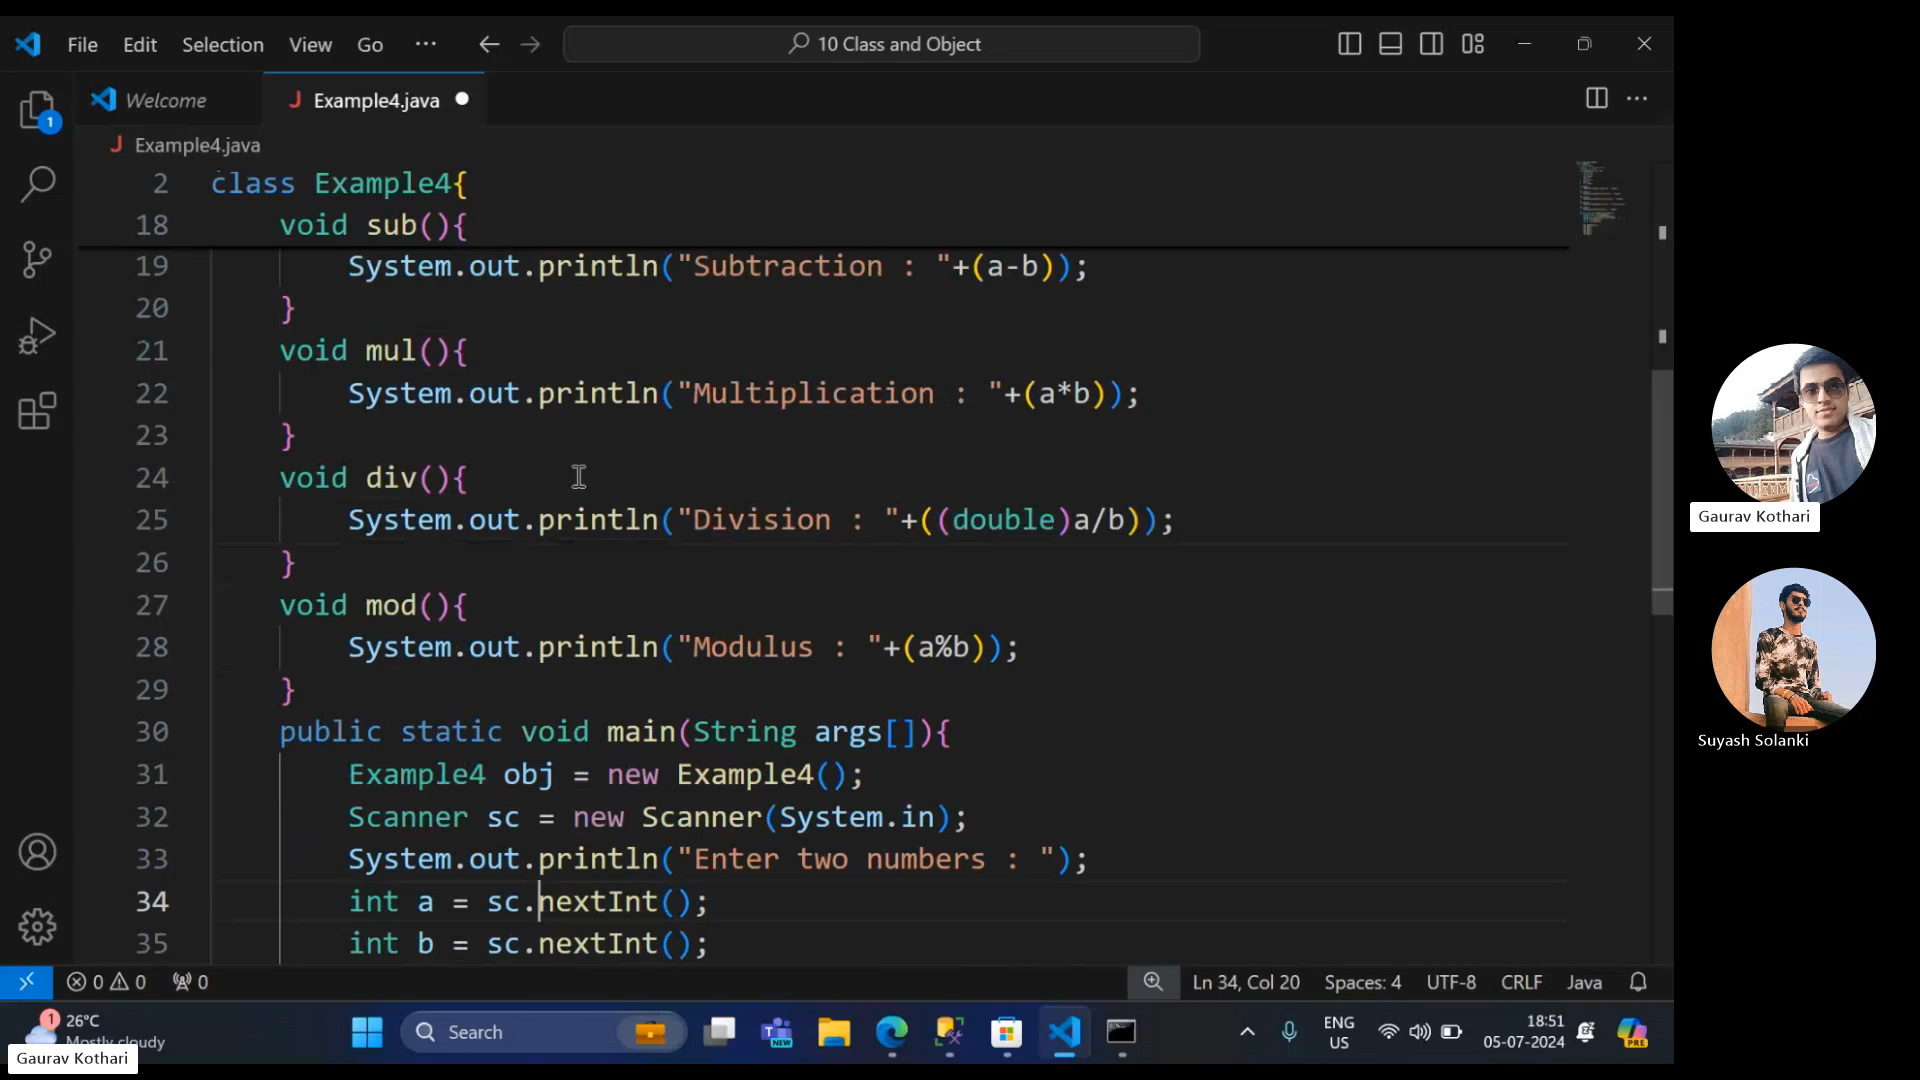 File Edit Selection View Go ··· 10 Class and Object
Welcome Example4.java
Example4.java
2 class Example4{
18 void sub(){
19 System.out.println("Subtraction : "+(a-b));
20 }
21 void mul(){
22 System.out.println("Multiplication : "+(a*b));
23 }
24 void div(){
25 System.out.println("Division : "+((double)a/b));
26 }
27 void mod(){
28 System.out.println("Modulus : "+(a%b));
29 }
30 public static void main(String args[]){
31 Example4 obj = new Example4();
32 Scanner sc = new Scanner(System.in);
33 System.out.println("Enter two numbers : ");
34 int a = sc.nextInt();
35 int b = sc.nextInt();
1
0 0 0 Ln 34, Col 20 Spaces: 4 UTF-8 CRLF Java
1 26°C
Mostly cloudy
Search
NEW
ENG
US
18:51
05-07-2024
PRE
Gaurav Kothari
Gaurav Kothari
Suyash Solanki